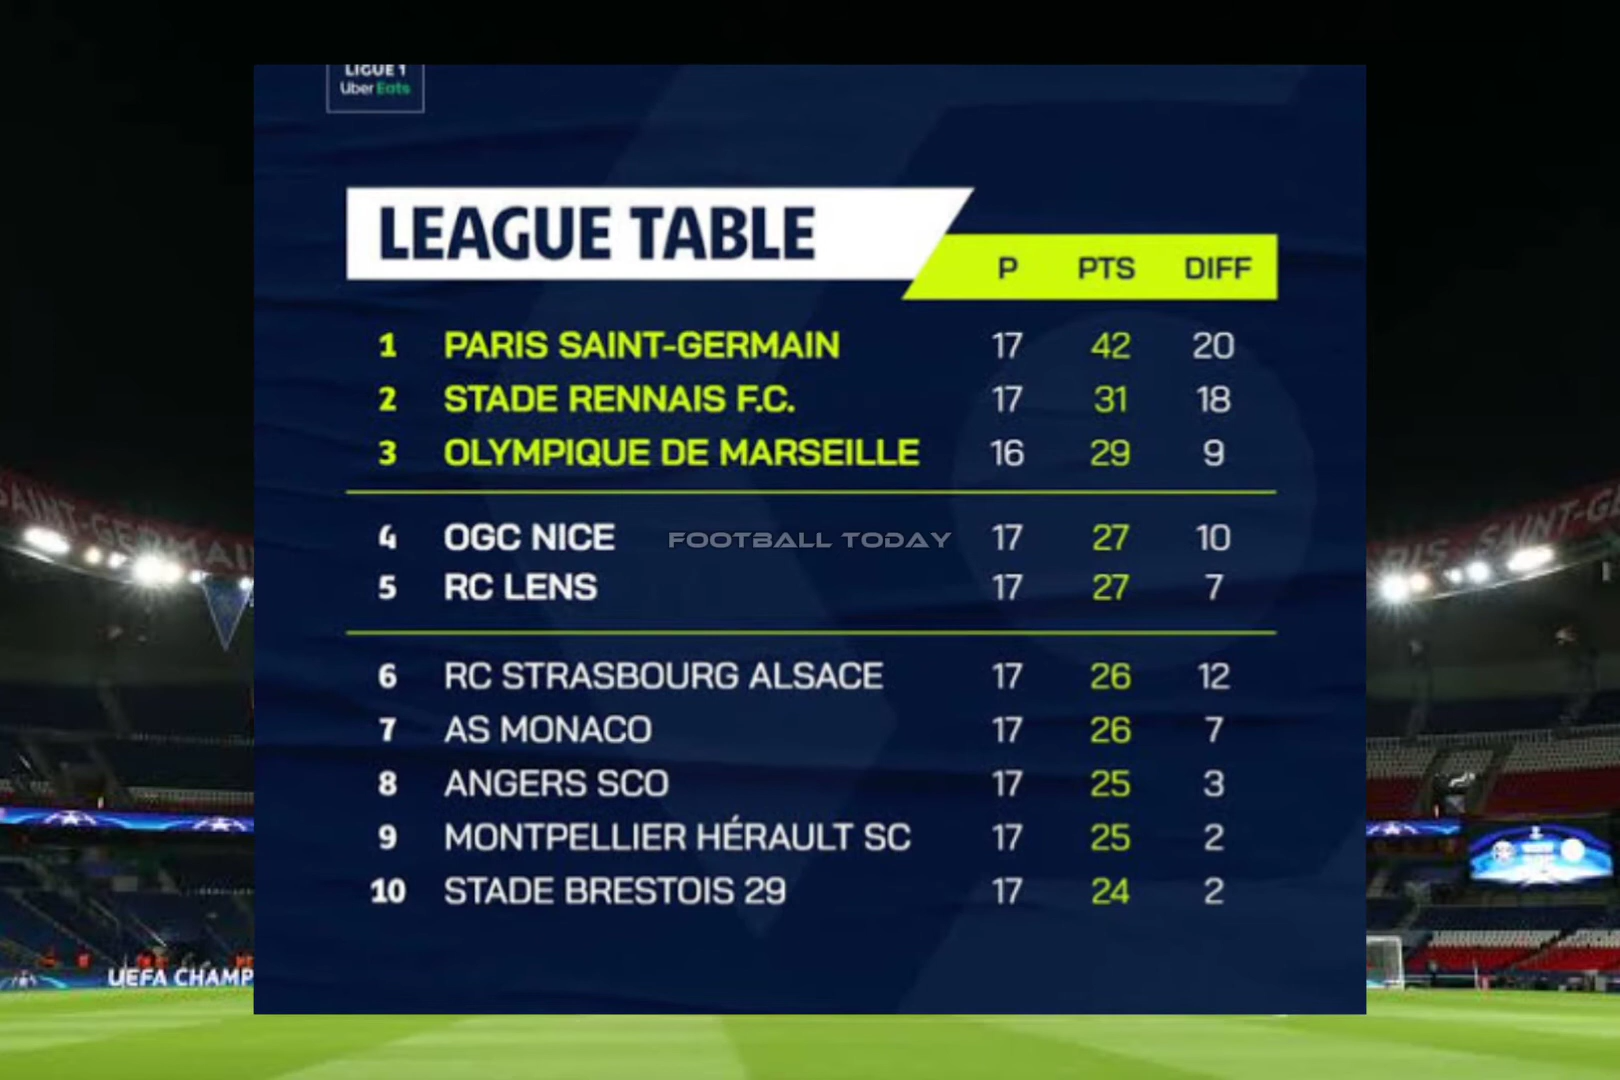 LIGUE 1
Uber Eats
LEAGUE TABLE
P PTS DIFF
1 PARIS SAINT-GERMAIN 17 42 20
2 STADE RENNAIS F.C. 17 31 18
3 OLYMPIQUE DE MARSEILLE 16 29 9
4 OGC NICE 17 27 10
FOOTBALL TODAY
5 RC LENS 17 27 7
6 RC STRASBOURG ALSACE 17 26 12
7 AS MONACO 17 26 7
8 ANGERS SCO 17 25 3
9 MONTPELLIER HÉRAULT SC 17 25 2
10 STADE BRESTOIS 29 17 24 2
SAINT-GERMAIN
SAINT-G
UEFA CHAMP